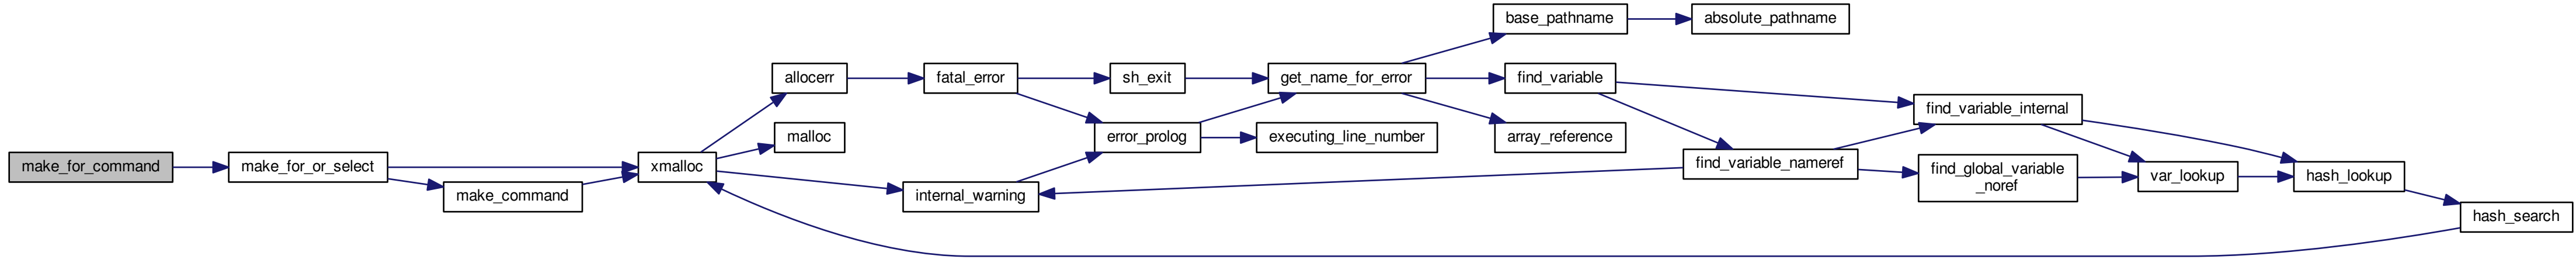 base_pathname
absolute_pathname
allocerr
fatal_error
sh_exit
get_name_for_error
find_variable
find_variable_internal
malloc
error_prolog
executing_line_number
array_reference
make_for_command
make_for_or_select
xmalloc
find_variable_nameref
find_global_variable
_noref
var_lookup
hash_lookup
make_command
internal_warning
hash_search